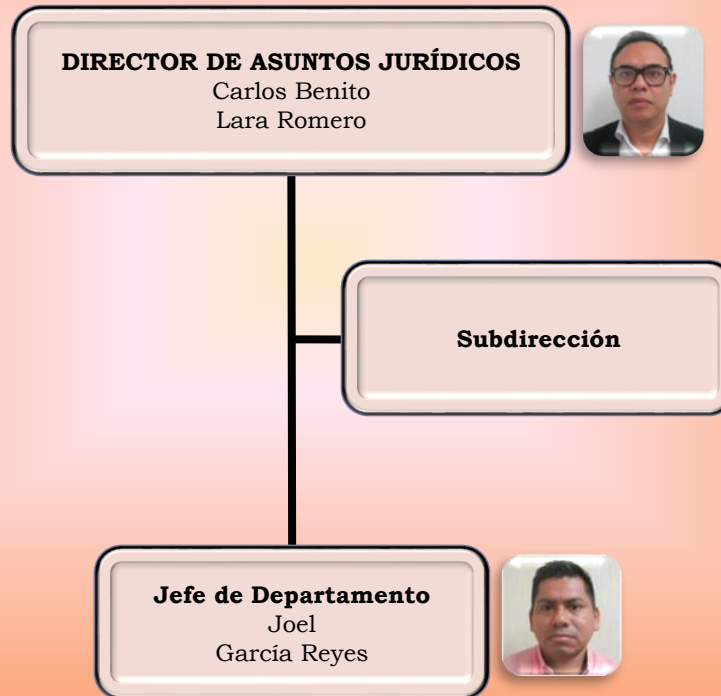 DIRECTOR DE ASUNTOS JURÍDICOS
Carlos Benito
Lara Romero
Subdirección
Jefe de Departamento
Joel
García Reyes